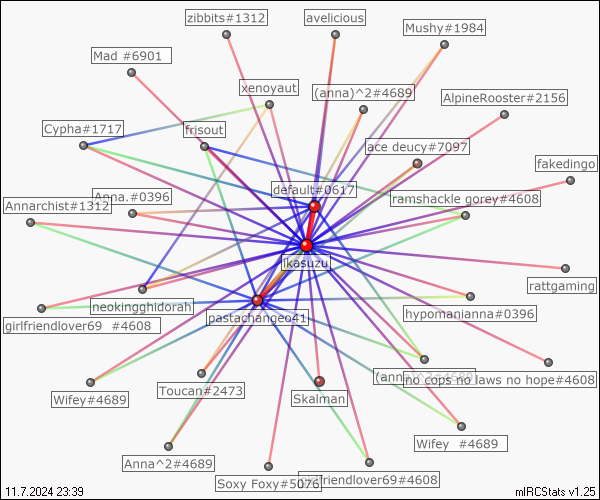 zibbits#1312
avelicious
Mushy#1984
Mad #6901
xenoyaut
(anna)^2#4689
AlpineRooster#2156
Cypha#1717
frisout
ace deucy#7097
fakedingo
default#0617
Annarchist#1312
Anna.#0396
ramshackle gorey#4608
ikasuzu
rattgaming
neokingghidorah
girlfriendlover69 #4608
pastachangeo41
hypomanianna#0396
no cops no laws no hope#4608
Wifey#4689
Toucan#2473
Skalman
Wifey #4689
Anna^2#4689
Soxy Foxy#5076
girlfriendlover69#4608
11.7.2024 23:39
mIRCStats v1.25